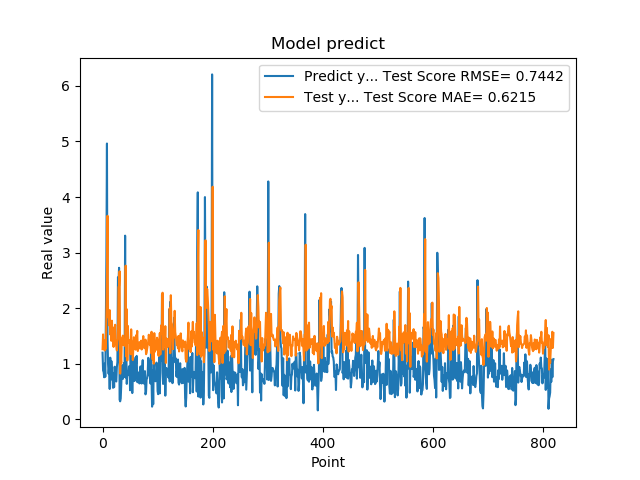 Model predict
Predict y... Test Score RMSE= 0.7442
Test y... Test Score MAE= 0.6215
Real value
6
5
4
3
2
1
0
0 200 400 600 800
Point